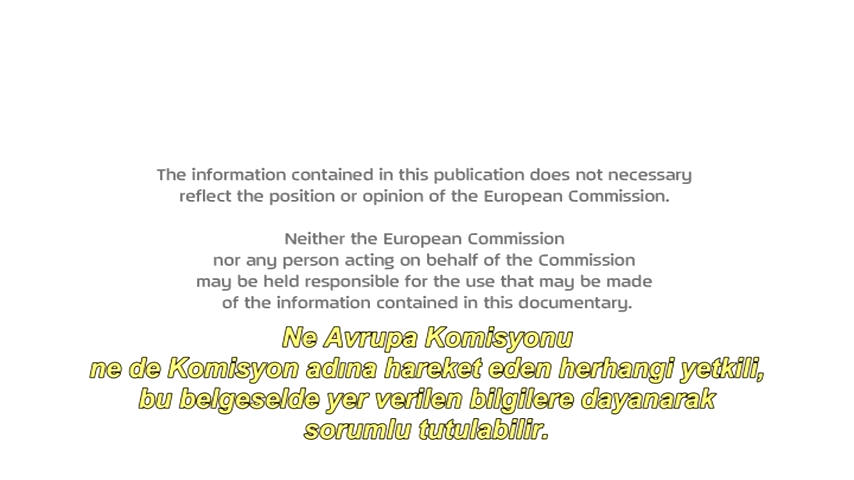 The information contained in this publication does not necessary
reflect the position or opinion of the European Commission.
Neither the European Commission
nor any person acting on behalf of the Commission
may be held responsible for the use that may be made
of the information contained in this documentary.
Ne Avrupa Komisyonu
ne de Komisyon adına hareket eden herhangi yetkili,
bu belgeselde yer verilen bilgilere dayanarak
sorumlu tutulabilir.